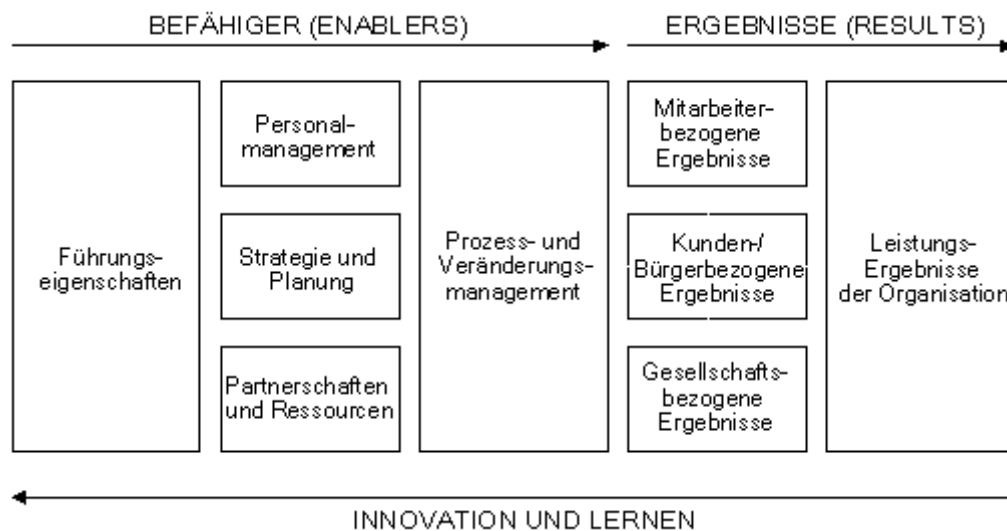 BEFÄHIGER (ENABLERS)
ERGEBNISSE (RESULTS)
Führungs-
eigenschaften
Personal-
management
Strategie und
Planung
Partnerschaften
und Ressourcen
Prozess- und
Veränderungs-
management
Mitarbeiter-
bezogene
Ergebnisse
Kunden-/
Bürgerbezogene
Ergebnisse
Gesellschafts-
bezogene
Ergebnisse
Leistungs-
Ergebnisse
der Organisation
INNOVATION UND LERNEN